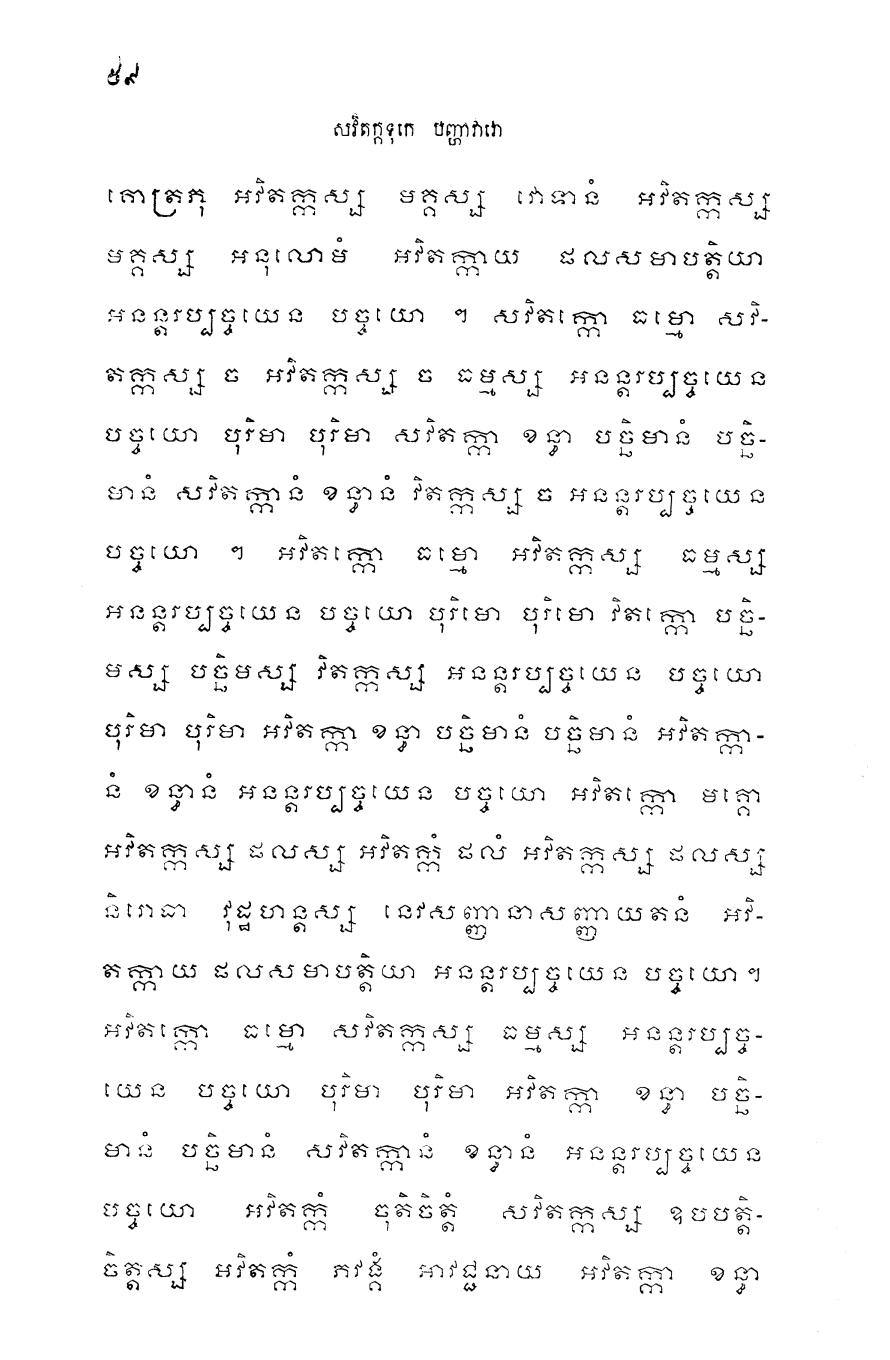 ៥៩
សវិតក្កទុកេ បញ្ហាវារោ
គោត្រភុ អវិតក្កស្ស មគ្គស្ស វោទានំ អវិតក្កស្ស
មគ្គស្ស អនុលោមំ អវិតក្កាយ ផលសមាបត្តិយា
អនន្តរប្បច្ចយេន បច្ចយោ ។ សវិតក្កោ ធម្មោ សវិ-
តក្កស្ស ច អវិតក្កស្ស ច ធម្មស្ស អនន្តរប្បច្ចយេន
បច្ចយោ បុរិមា បុរិមា សវិតក្កា ខន្ធា បច្ឆិមានំ បច្ឆិ-
មានំ សវិតក្កានំ ខន្ធានំ វិតក្កស្ស ច អនន្តរប្បច្ចយេន
បច្ចយោ ។ អវិតក្កោ ធម្មោ អវិតក្កស្ស ធម្មស្ស
អនន្តរប្បច្ចយេន បច្ចយោ បុរិមោ បុរិមោ វិតក្កោ បច្ឆិ-
មស្ស បច្ឆិមស្ស វិតក្កស្ស អនន្តរប្បច្ចយេន បច្ចយោ
បុរិមា បុរិមា អវិតក្កា ខន្ធា បច្ឆិមានំ បច្ឆិមានំ អវិតក្កា-
នំ ខន្ធានំ អនន្តរប្បច្ចយេន បច្ចយោ អវិតក្កោ មគ្គោ
អវិតក្កស្ស ផលស្ស អវិតក្កំ ផលំ អវិតក្កស្ស ផលស្ស
និរោធា វុដ្ឋហន្តស្ស នេវសញ្ញានាសញ្ញាយតនំ អវិ-
តក្កាយ ផលសមាបត្តិយា អនន្តរប្បច្ចយេន បច្ចយោ ។
អវិតក្កោ ធម្មោ សវិតក្កស្ស ធម្មស្ស អនន្តរប្បច្ច-
យេន បច្ចយោ បុរិមា បុរិមា អវិតក្កា ខន្ធា បច្ឆិ-
មានំ បច្ឆិមានំ សវិតក្កានំ ខន្ធានំ អនន្តរប្បច្ចយេន
បច្ចយោ អវិតក្កំ ចុតិចិត្តំ សវិតក្កស្ស ឧបបត្តិ-
ចិត្តស្ស អវិតក្កំ ភវង្គំ អាវជ្ជនាយ អវិតក្កា ខន្ធា